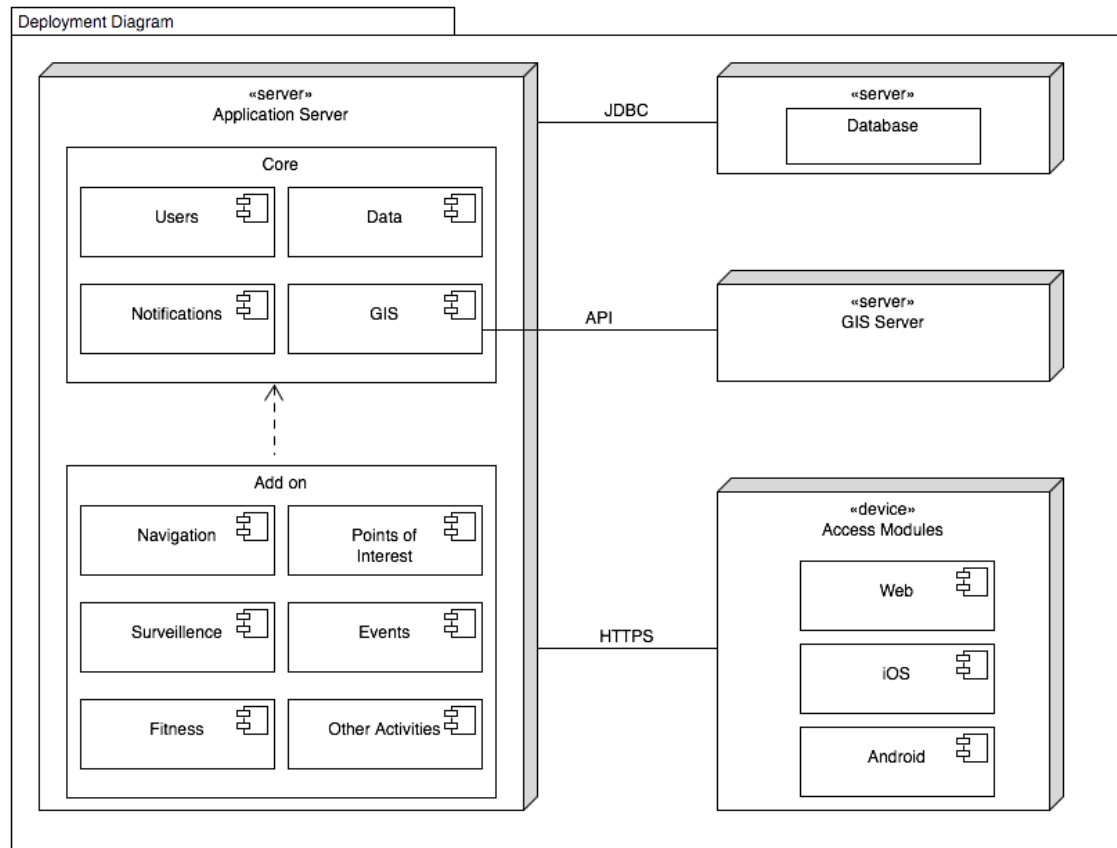 Deployment Diagram
«server»
Application Server
Core
Users
Data
Notifications
GIS
Add on
Navigation
Points of
Interest
Surveillence
Events
Fitness
Other Activities
JDBC
API
HTTPS
«server»
Database
«server»
GIS Server
«device»
Access Modules
Web
iOS
Android